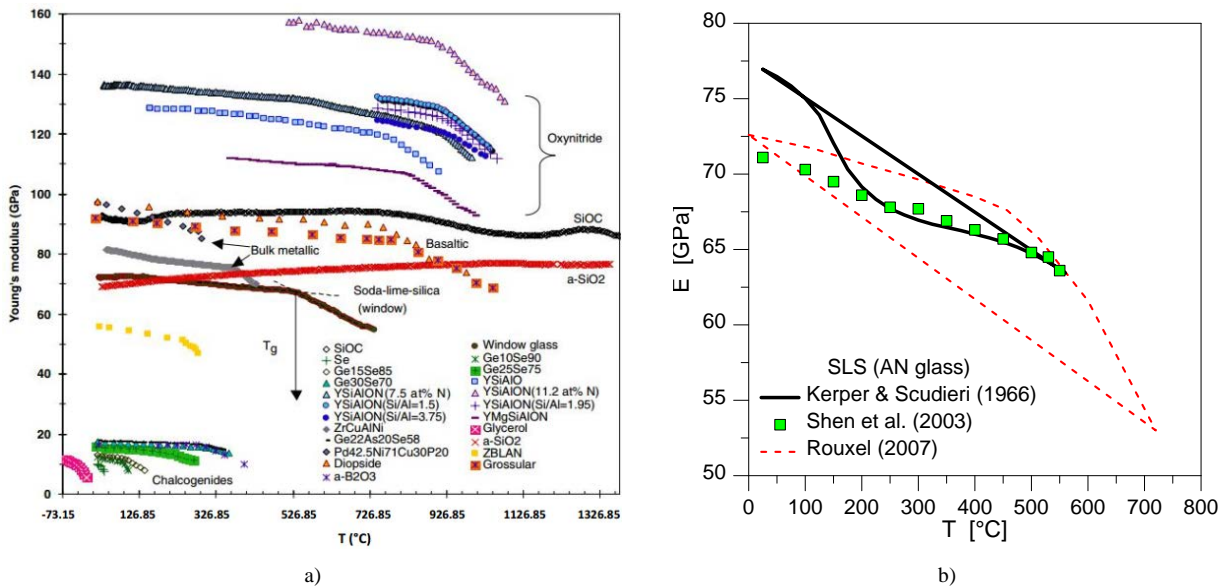 160
140
120
100
80
60
40
20
0
Young's modulus (GPa)
-73.15
126.85
326.85
526.85
726.85
926.85
1126.85
1326.85
T (°C)
Oxynitride
SiOC
Basaltic
Bulk metallic
a-SiO2
Soda-lime-silica
(window)
Tg
Chalcogenides
SiOC
Se
Ge15Se85
Ge30Se70
YSiAlON(7.5 at% N)
YSiAlON(Si/Al=1.5)
YSiAlON(Si/Al=3.75)
ZrCuAlNi
Ge22As20Se58
Pd42.5Ni71Cu30P20
Diopside
a-B2O3
Window glass
Ge10Se90
Ge25Se75
YSiAlO
YSiAlON(11.2 at% N)
YSiAlON(Si/Al=1.95)
YMgSiAlON
Glycerol
a-SiO2
ZBLAN
Grossular
a)
80
75
70
65
60
55
50
E [GPa]
0
100
200
300
400
500
600
700
800
T [°C]
SLS (AN glass)
Kerper & Scudieri (1966)
Shen et al. (2003)
Rouxel (2007)
b)